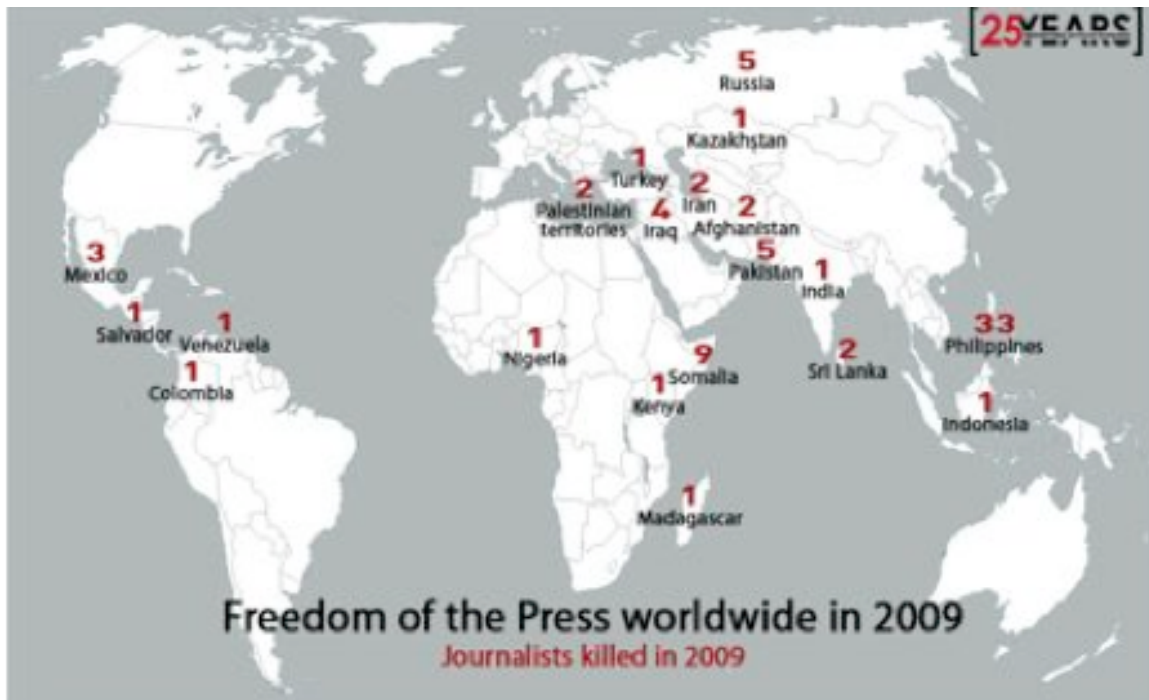 [25YEARS]
5
Russia
1
Kazakhstan
1
Turkey
2
Iran
2
Palestinian
territories
4
Iraq
2
Afghanistan
5
Pakistan
1
India
3
Mexico
1
Salvador
1
Venezuela
1
Colombia
1
Nigeria
9
Somalia
1
Kenya
2
Sri Lanka
33
Philippines
1
Indonesia
1
Madagascar
Freedom of the Press worldwide in 2009
Journalists killed in 2009